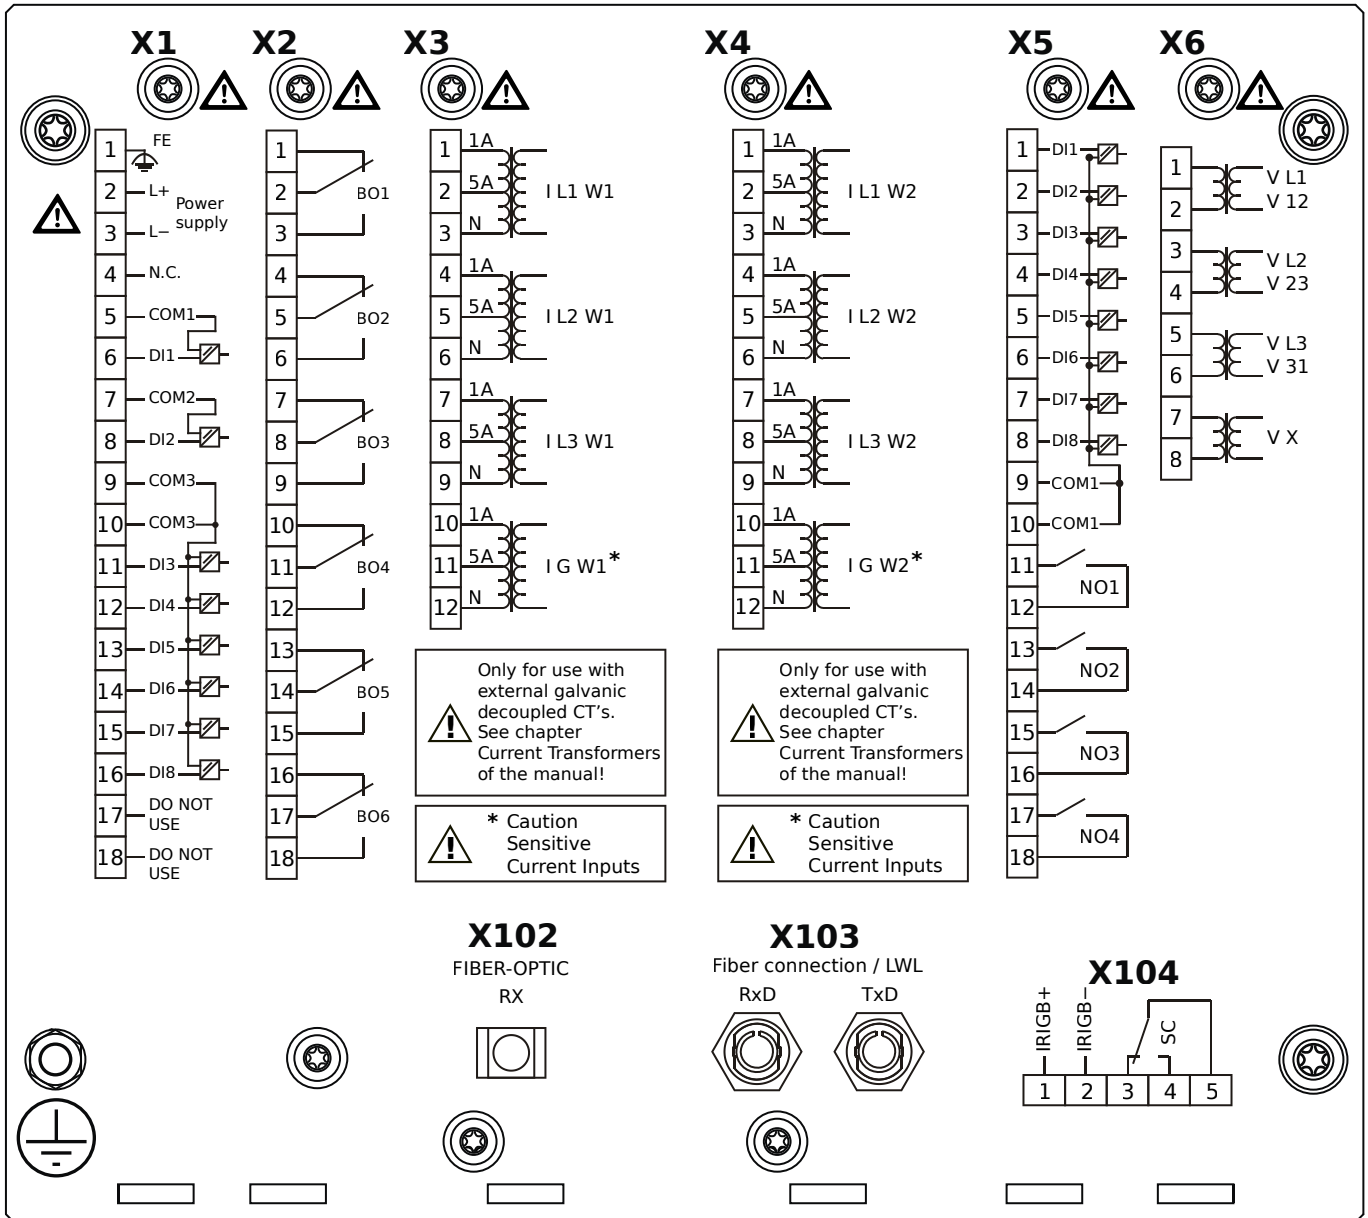 X1
X2
X3
X4
X5
X6
1 FE
2 L+
Power
supply
3 L−
4 N.C.
5 COM1
6 DI1
7 COM2
8 DI2
9 COM3
10 COM3
11 DI3
12 DI4
13 DI5
14 DI6
15 DI7
16 DI8
17 DO NOT
USE
18 DO NOT
USE
1
2 BO1
3
4
5 BO2
6
7
8 BO3
9
10
11 BO4
12
13
14 BO5
15
16
17 BO6
18
1 1A
2 5A I L1 W1
3 N
4 1A
5 5A I L2 W1
6 N
7 1A
8 5A I L3 W1
9 N
10 1A
11 5A I G W1*
12 N
Only for use with
external galvanic
decoupled CT's.
See chapter
Current Transformers
of the manual!
* Caution
Sensitive
Current Inputs
1 1A
2 5A I L1 W2
3 N
4 1A
5 5A I L2 W2
6 N
7 1A
8 5A I L3 W2
9 N
10 1A
11 5A I G W2*
12 N
Only for use with
external galvanic
decoupled CT's.
See chapter
Current Transformers
of the manual!
* Caution
Sensitive
Current Inputs
1 DI1
2 DI2
3 DI3
4 DI4
5 DI5
6 DI6
7 DI7
8 DI8
9 COM1
10 COM1
11
NO1
12
13
NO2
14
15
NO3
16
17
NO4
18
1 V L1
2 V 12
3 V L2
4 V 23
5 V L3
6 V 31
7
V X
8
X102
FIBER-OPTIC
RX
X103
Fiber connection / LWL
RxD TxD
X104
IRIGB+
IRIGB−
SC
1 2 3 4 5